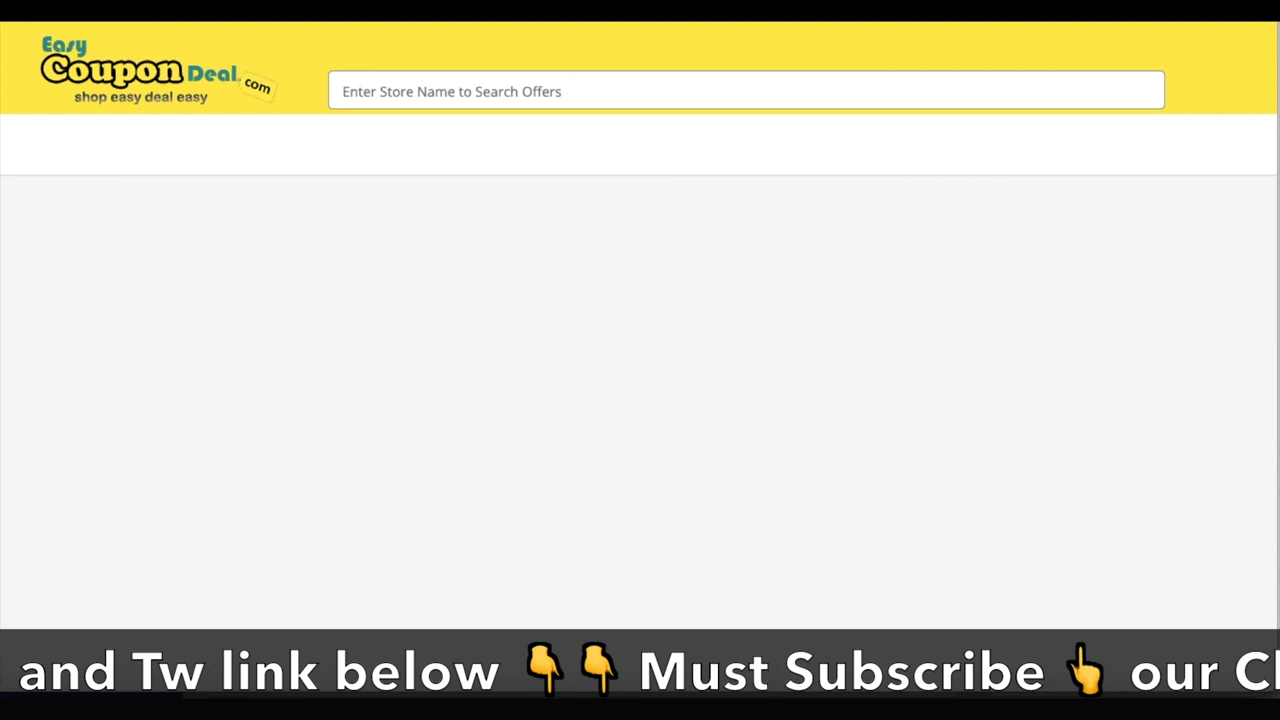 Easy
Coupon Deal.com
shop easy deal easy
Enter Store Name to Search Offers
and Tw link below 👇👇 Must Subscribe 👆 our